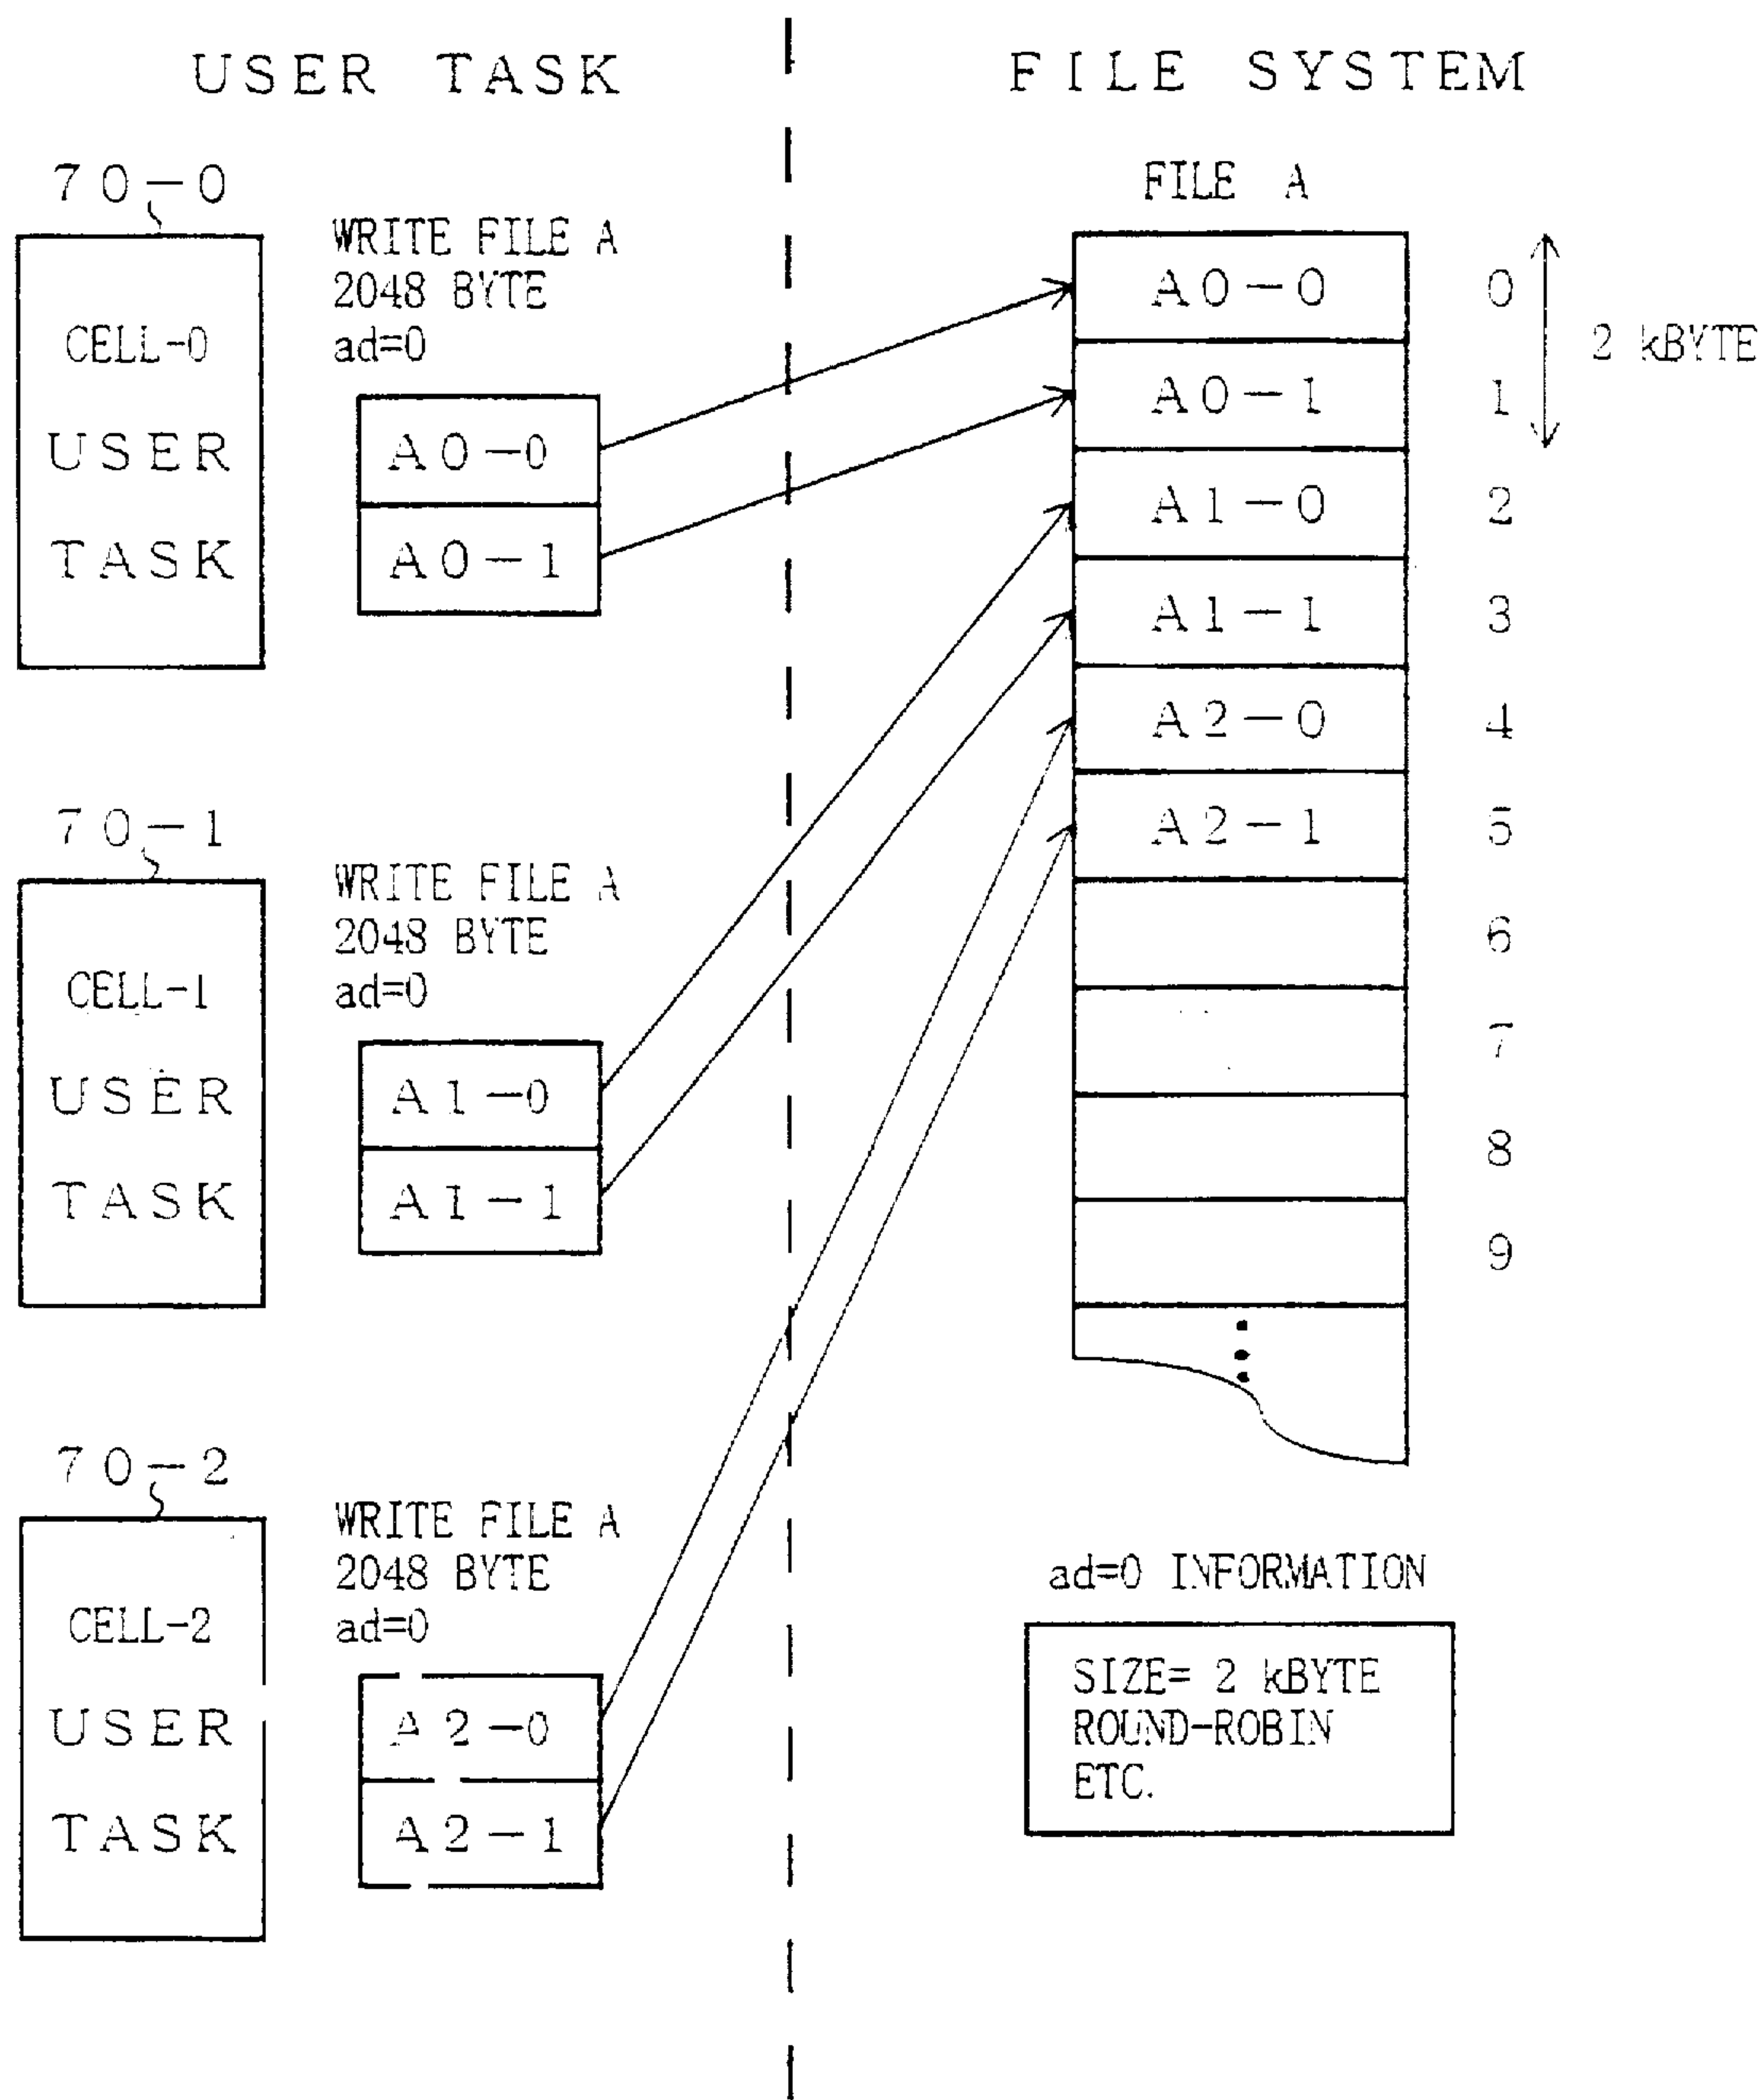 USER TASK
FILE SYSTEM
70-0
CELL-0
USER
TASK
WRITE FILE A
2048 BYTE
ad=0
A0-0
A0-1
70-1
CELL-1
USER
TASK
WRITE FILE A
2048 BYTE
ad=0
A1-0
A1-1
70-2
CELL-2
USER
TASK
WRITE FILE A
2048 BYTE
ad=0
A2-0
A2-1
FILE A
A0-0 0
A0-1 1
2 kBYTE
A1-0 2
A1-1 3
A2-0 4
A2-1 5
6
7
8
9
ad=0 INFORMATION
SIZE= 2 kBYTE
ROUND-ROBIN
ETC.